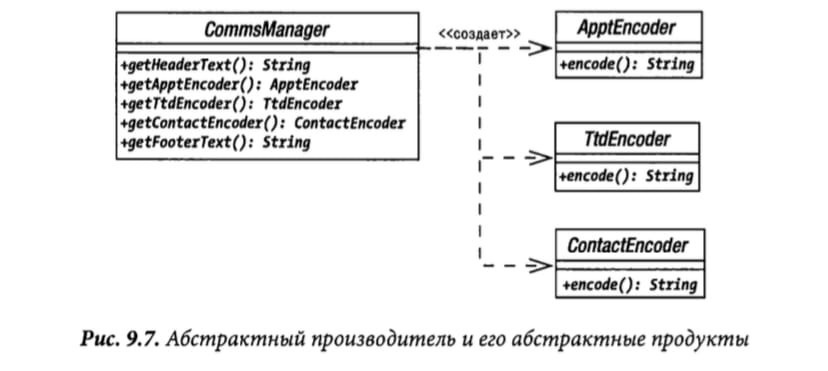 CommsManager
+getHeaderText(): String
+getApptEncoder(): ApptEncoder
+getTtdEncoder(): TtdEncoder
+getContactEncoder(): ContactEncoder
+getFooterText(): String
<<создает>>
ApptEncoder
+encode(): String
TtdEncoder
+encode(): String
ContactEncoder
+encode(): String
Рис. 9.7. Абстрактный производитель и его абстрактные продукты